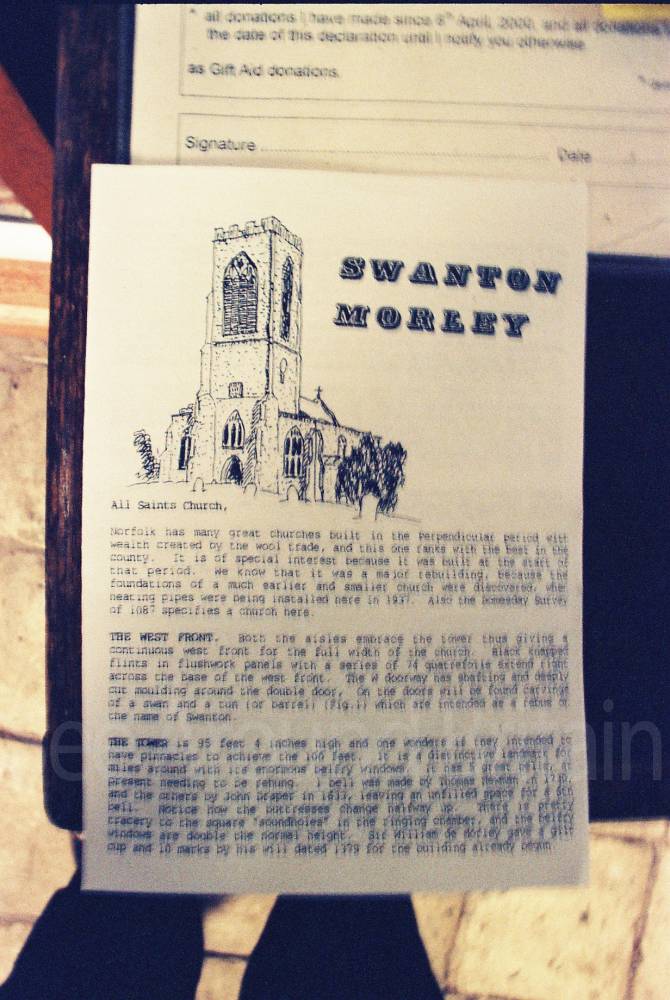 * all donations I have made since 6th April, 2000, and all donations
the date of this declaration until I notify you otherwise
as Gift Aid donations.
Signature Date
SWANTON
MORLEY
All Saints Church,
Norfolk has many great churches built in the Perpendicular period with
wealth created by the wool trade, and this one ranks with the best in the
county. It is of special interest because it was built at the start of
that period. We know that it was a major rebuilding, because the
foundations of a much earlier and smaller church were discovered, when
heating pipes were being installed here in 1937. Also the Domesday Survey
of 1087 specifies a church here.
THE WEST FRONT. Both the aisles embrace the tower thus giving a
continuous west front for the full width of the church. Black knapped
flints in flushwork panels with a series of 74 quatrefoils extend right
across the base of the west front. The W doorway has shafting and deeply
cut moulding around the double door. On the doors will be found carvings
of a swan and a tun (or barrel) (Fig.1) which are intended as a rebus on
the name of Swanton.
THE TOWER is 95 feet 4 inches high and one wonders if they intended to
have pinnacles to achieve the 100 feet. It is a distinctive landmark for
miles around with its enormous belfry windows. It has 5 great bells, at
present needing to be rehung. 1 bell was made by Thomas Newman in
and the others by John Draper in 1613, leaving an unfilled space for a 6th
bell. Notice how the buttresses change halfway up. There is pretty
tracery to the square "soundholes" in the ringing chamber, and the belfry
windows are double the normal height. Sir William de Morley gave a gilt
cup and 10 marks by his will dated 1379 for the building already begun.